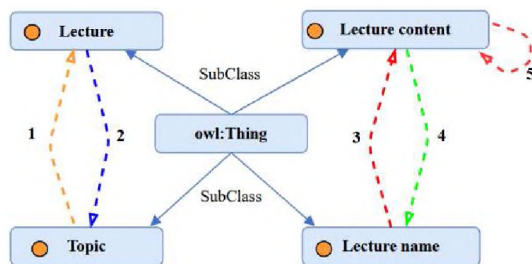 Lecture
Lecture content
SubClass
5
1
2
owl:Thing
3
4
SubClass
Topic
Lecture name